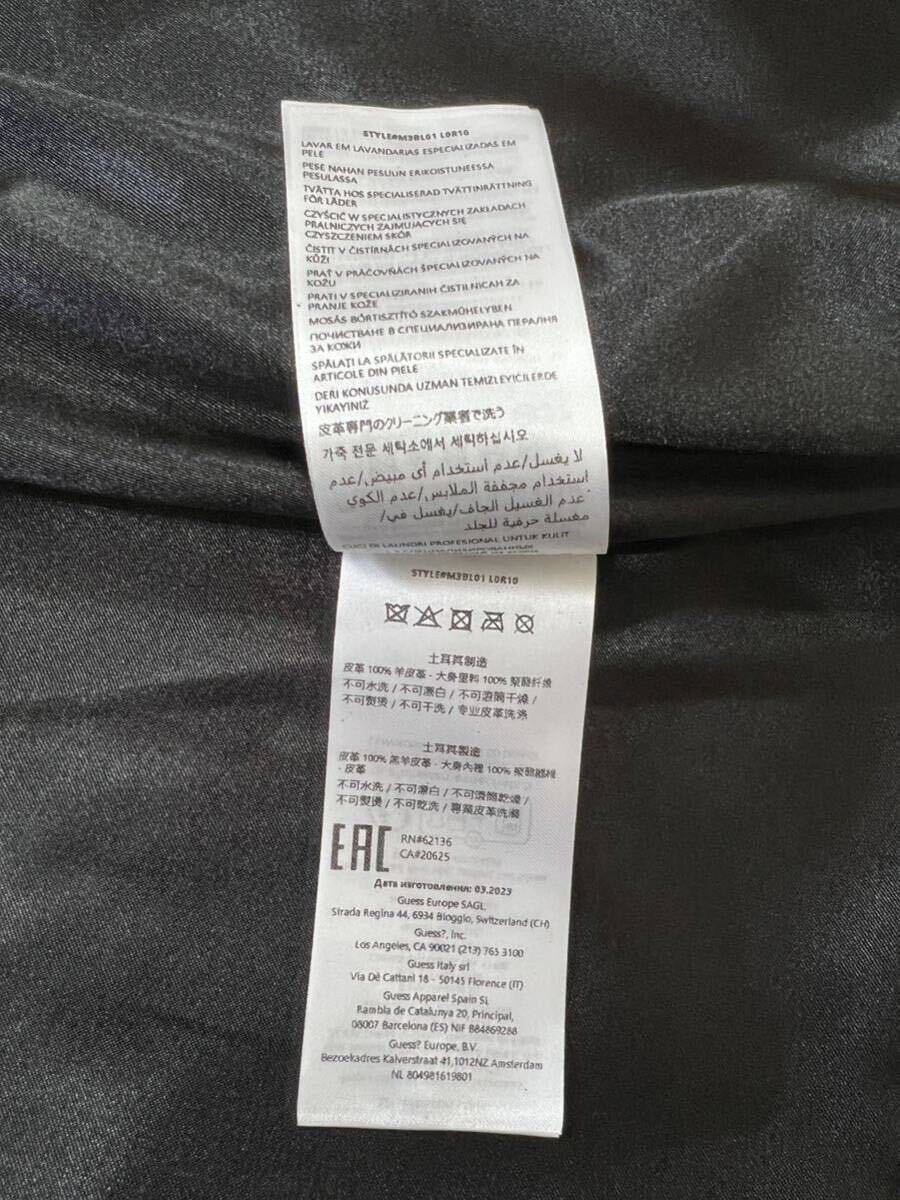 STYLE#M3BL01 L0R10
LAVAR EM LAVANDARIAS ESPECIALIZADAS EM
PELE
PESE NAHAN PESUUN ERIKOISTUNEESSA
PESULASSA
TVÄTTA HOS SPECIALISERAD TVÄTTINRÄTTNING
FÖR LÄDER
CZYŚCIĆ W SPECJALISTYCZNYCH ZAKŁADACH
PRALNICZYCH ZAJMUJĄCYCH SIĘ
CZYSZCZENIEM SKÓR
ČISTIT V ČISTÍRNÁCH SPECIALIZOVANÝCH NA
KŮŽI
PRAŤ V PRÁČOVŇÁCH ŠPECIALIZOVANÝCH NA
KOŽU
PRATI V SPECIALIZIRANIH ČISTILNICAH ZA
PRANJE KOŽE
MOSÁS BŐRTISZTÍTÓ SZAKMŰHELYBEN
ПОЧИСТВАНЕ В СПЕЦИАЛИЗИРАНА ПЕРАЛНЯ
ЗА КОЖИ
SPĂLAȚI LA SPĂLĂTORII SPECIALIZATE ÎN
ARTICOLE DIN PIELE
DERİ KONUSUNDA UZMAN TEMİZLEYİCİLERDE
YIKAYINIZ
皮革専門のクリーニング業者で洗う
가죽 전문 세탁소에서 세탁하십시오
لا يغسل/عدم استخدام أي مبيض/عدم
استخدام مجففة الملابس/عدم الكوي
عدم الغسيل الجاف/يغسل في/
مغسلة حرفية للجلد
CUCI DI LAUNDRI PROFESIONAL UNTUK KULIT
STYLE#M3BL01 L0R10
土耳其制造
皮革 100% 羊皮革 - 大身里料 100% 聚酯纤维
不可水洗 / 不可漂白 / 不可滚筒干燥 /
不可熨烫 / 不可干洗 / 专业皮革洗涤
土耳其製造
皮革 100% 羔羊皮革 - 大身內裡 100% 聚酯纖維
- 皮革
不可水洗 / 不可漂白 / 不可滾筒乾燥 /
不可熨燙 / 不可乾洗 / 專業皮革洗滌
EAC
RN#62136
CA#20625
Дата изготовления: 03.2023
Guess Europe SAGL
Strada Regina 44, 6934 Bioggio, Switzerland (CH)
Guess?, Inc.
Los Angeles, CA 90021 (213) 765 3100
Guess Italy srl
Via Dè Cattani 18 - 50145 Florence (IT)
Guess Apparel Spain SL
Rambla de Catalunya 20, Principal,
08007 Barcelona (ES) NIF B84869288
Guess? Europe, B.V.
Bezoekadres Kalverstraat 41,1012NZ Amsterdam
NL 804981619B01